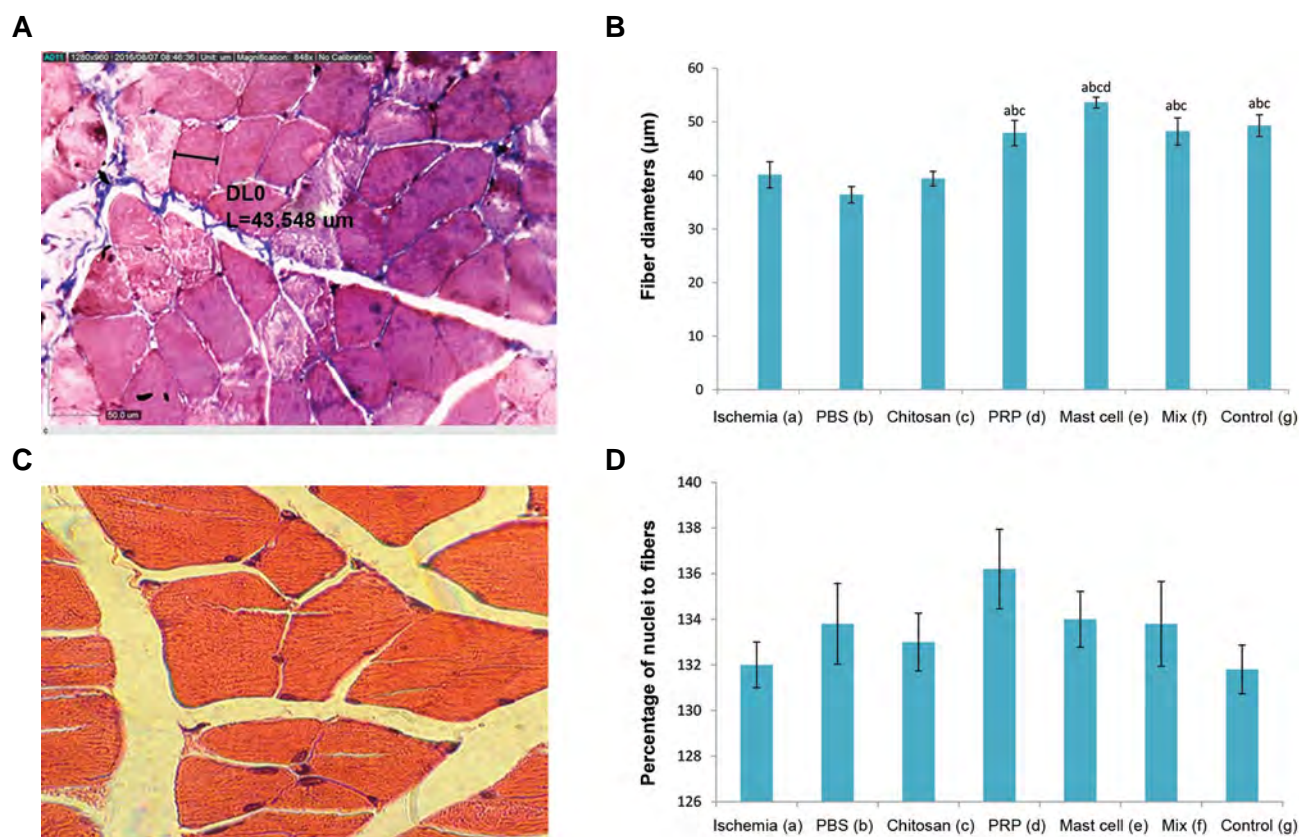 A
A011 1280x960 | 2016/08/07 08:46:36 | Unit: um | Magnification: 848x | No Calibration
DL0
L=43.548 um
50.0 um
c
B
Fiber diameters (µm)
60
50
40
30
20
10
0
abc
abcd
abc
abc
Ischemia (a) PBS (b) Chitosan (c) PRP (d) Mast cell (e) Mix (f) Control (g)
C
D
Percentage of nuclei to fibers
140
138
136
134
132
130
128
126
Ischemia (a) PBS (b) Chitosan (c) PRP (d) Mast cell (e) Mix (f) Control (g)